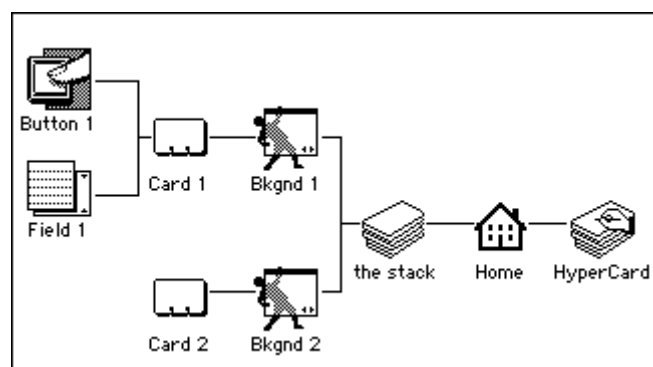 Button 1
Field 1
Card 1
Bkgnd 1
the stack
Home
HyperCard
Card 2
Bkgnd 2